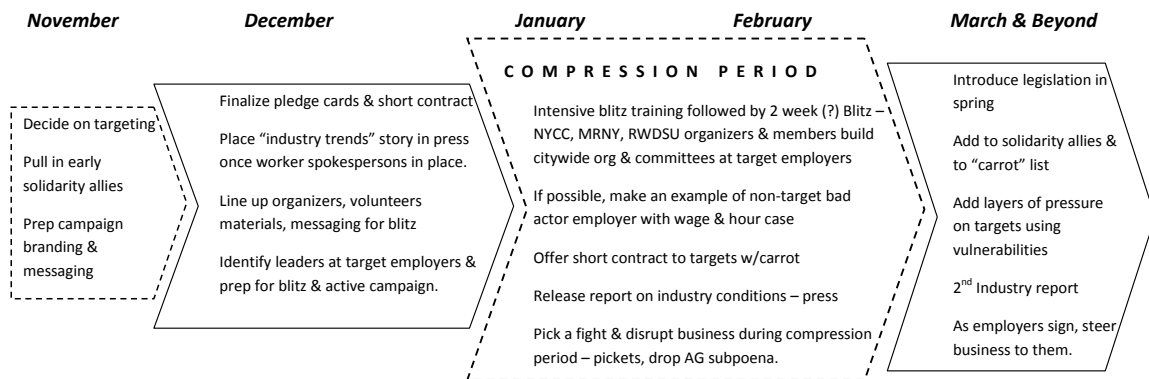 November
December
January
February
March & Beyond
Decide on targeting
Pull in early
solidarity allies
Prep campaign
branding &
messaging
Finalize pledge cards & short contract
Place “industry trends” story in press
once worker spokespersons in place.
Line up organizers, volunteers
materials, messaging for blitz
Identify leaders at target employers &
prep for blitz & active campaign.
COMPRESSION PERIOD
Intensive blitz training followed by 2 week (?) Blitz –
NYCC, MRNY, RWDSU organizers & members build
citywide org & committees at target employers
If possible, make an example of non-target bad
actor employer with wage & hour case
Offer short contract to targets w/carrot
Release report on industry conditions – press
Pick a fight & disrupt business during compression
period – pickets, drop AG subpoena.
Introduce legislation in
spring
Add to solidarity allies &
to “carrot” list
Add layers of pressure
on targets using
vulnerabilities
2nd Industry report
As employers sign, steer
business to them.